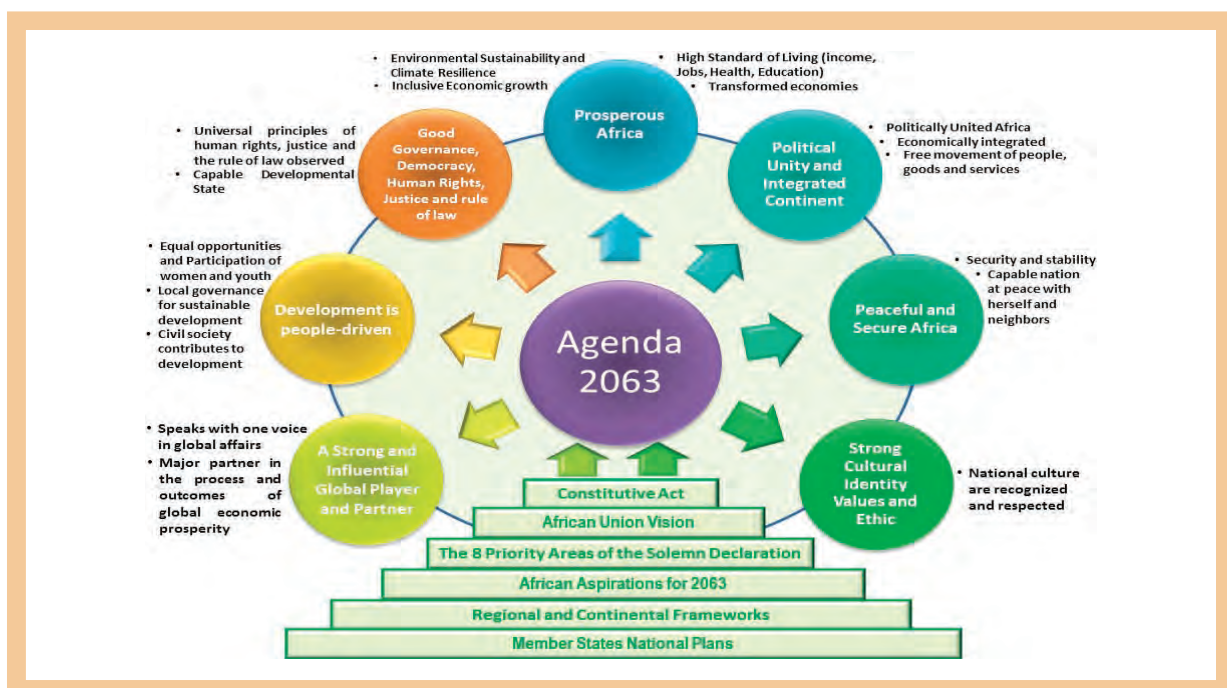 • Environmental Sustainability and
Climate Resilience
• Inclusive Economic growth
• High Standard of Living (income,
Jobs, Health, Education)
• Transformed economies
Prosperous
Africa
• Universal principles of
human rights, justice and
the rule of law observed
• Capable Developmental
State
Good
Governance,
Democracy,
Human Rights,
Justice and rule
of law
Political
Unity and
Integrated
Continent
• Politically United Africa
• Economically integrated
• Free movement of people,
goods and services
• Equal opportunities
and Participation of
women and youth
• Local governance
for sustainable
development
• Civil society
contributes to
development
Development is
people-driven
Agenda
2063
Peaceful and
Secure Africa
• Security and stability
• Capable nation
at peace with
herself and
neighbors
• Speaks with one voice
in global affairs
• Major partner in
the process and
outcomes of
global economic
prosperity
A Strong and
Influential
Global Player
and Partner
Strong
Cultural
Identity
Values and
Ethic
• National culture
are recognized
and respected
Constitutive Act
African Union Vision
The 8 Priority Areas of the Solemn Declaration
African Aspirations for 2063
Regional and Continental Frameworks
Member States National Plans